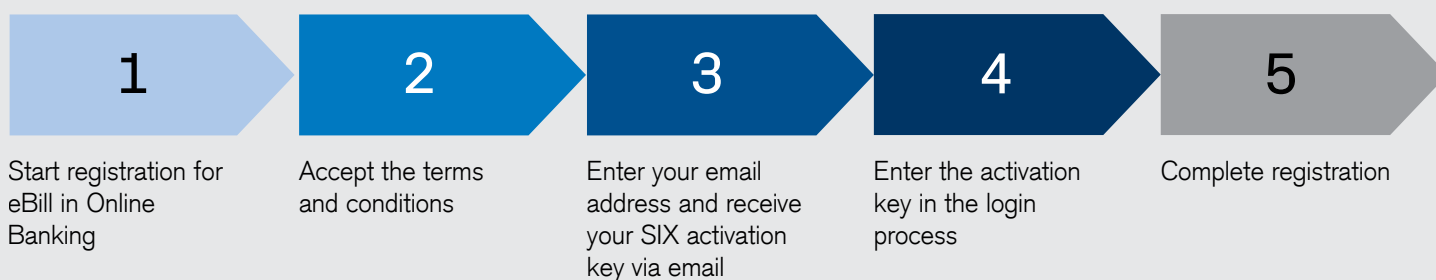 1
Start registration for
eBill in Online
Banking
2
Accept the terms
and conditions
3
Enter your email
address and receive
your SIX activation
key via email
4
Enter the activation
key in the login
process
5
Complete registration